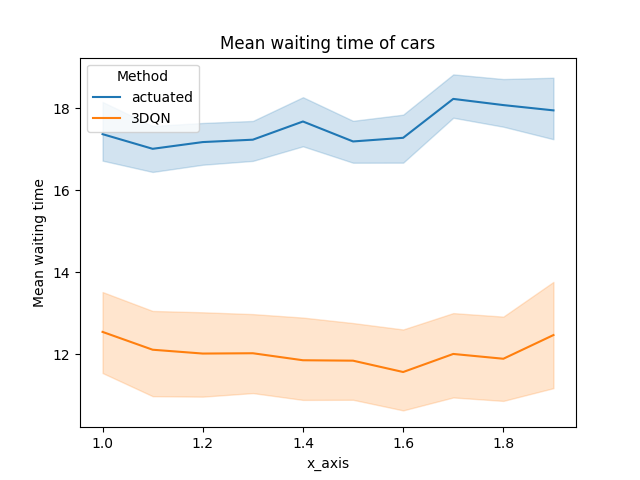 Mean waiting time of cars
Method
actuated
3DQN
Mean waiting time
18
16
14
12
1.0
1.2
1.4
1.6
1.8
x_axis